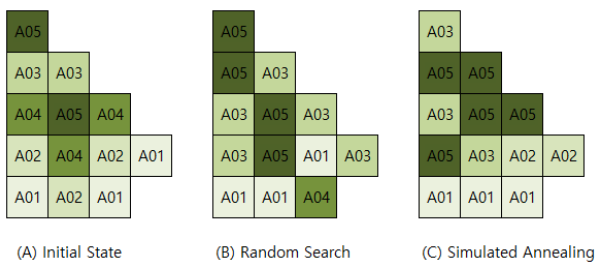 A05 A05 A03
A03 A03 A05 A03 A05 A05
A04 A05 A04 A03 A05 A03 A03 A05 A05
A02 A04 A02 A01 A03 A05 A01 A03 A05 A03 A02 A02
A01 A02 A01 A01 A01 A04 A01 A01 A01
(A) Initial State (B) Random Search (C) Simulated Annealing